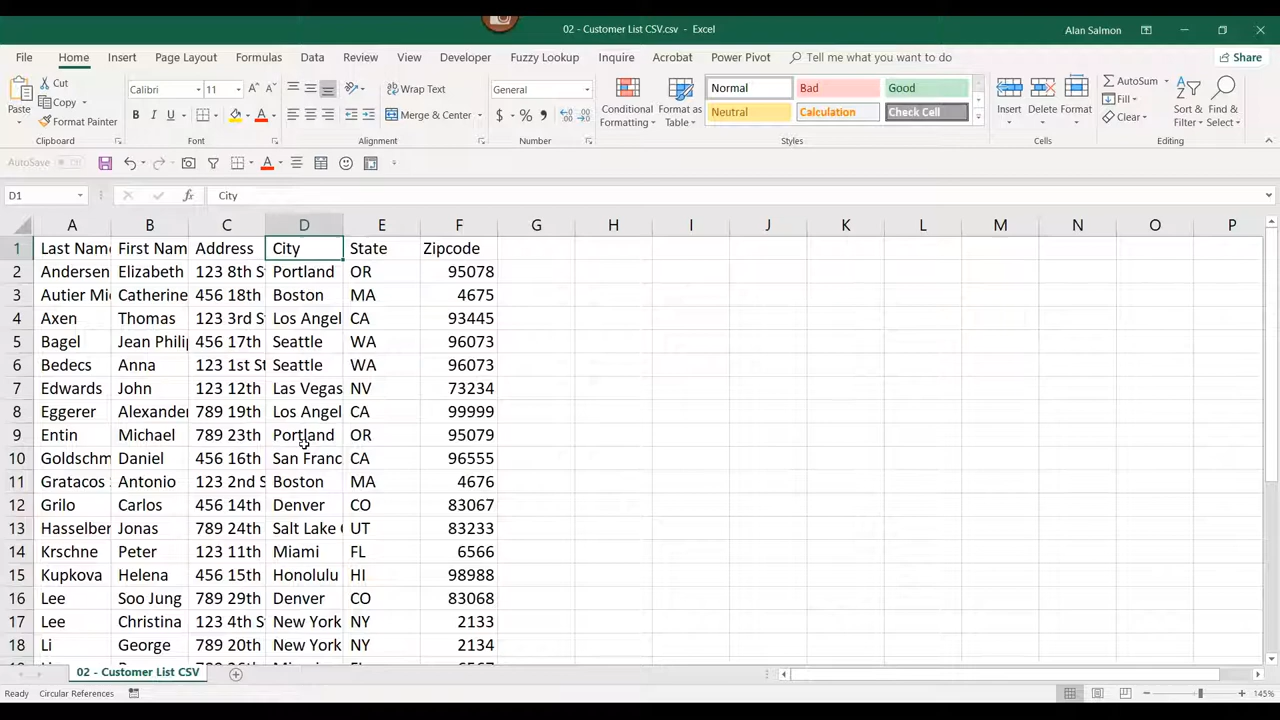 02 - Customer List CSV.csv - Excel
Alan Salmon
File Home Insert Page Layout Formulas Data Review View Developer Fuzzy Lookup Inquire Acrobat Power Pivot Tell me what you want to do Share
Paste
Cut
Copy
Format Painter
Clipboard
Calibri 11
B I U
Font
Wrap Text
Merge & Center
Alignment
General
$ % ,
Number
Conditional Formatting
Format as Table
Normal Bad Good
Neutral Calculation Check Cell
Styles
Insert Delete Format
Cells
AutoSum
Fill
Clear
Sort & Filter
Find & Select
Editing
AutoSave Off
D1 fx City
A B C D E F G H I J K L M N O P
1 Last Name First Nam Address City State Zipcode
2 Andersen Elizabeth 123 8th S Portland OR 95078
3 Autier Mi Catherine 456 18th Boston MA 4675
4 Axen Thomas 123 3rd S Los Angel CA 93445
5 Bagel Jean Philip 456 17th Seattle WA 96073
6 Bedecs Anna 123 1st St Seattle WA 96073
7 Edwards John 123 12th Las Vegas NV 73234
8 Eggerer Alexander 789 19th Los Angel CA 99999
9 Entin Michael 789 23th Portland OR 95079
10 Goldschm Daniel 456 16th San Franc CA 96555
11 Gratacos Antonio 123 2nd S Boston MA 4676
12 Grilo Carlos 456 14th Denver CO 83067
13 Hasselber Jonas 789 24th Salt Lake UT 83233
14 Krschne Peter 123 11th Miami FL 6566
15 Kupkova Helena 456 15th Honolulu HI 98988
16 Lee Soo Jung 789 29th Denver CO 83068
17 Lee Christina 123 4th S New York NY 2133
18 Li George 789 20th New York NY 2134
02 - Customer List CSV
Ready Circular References 145%